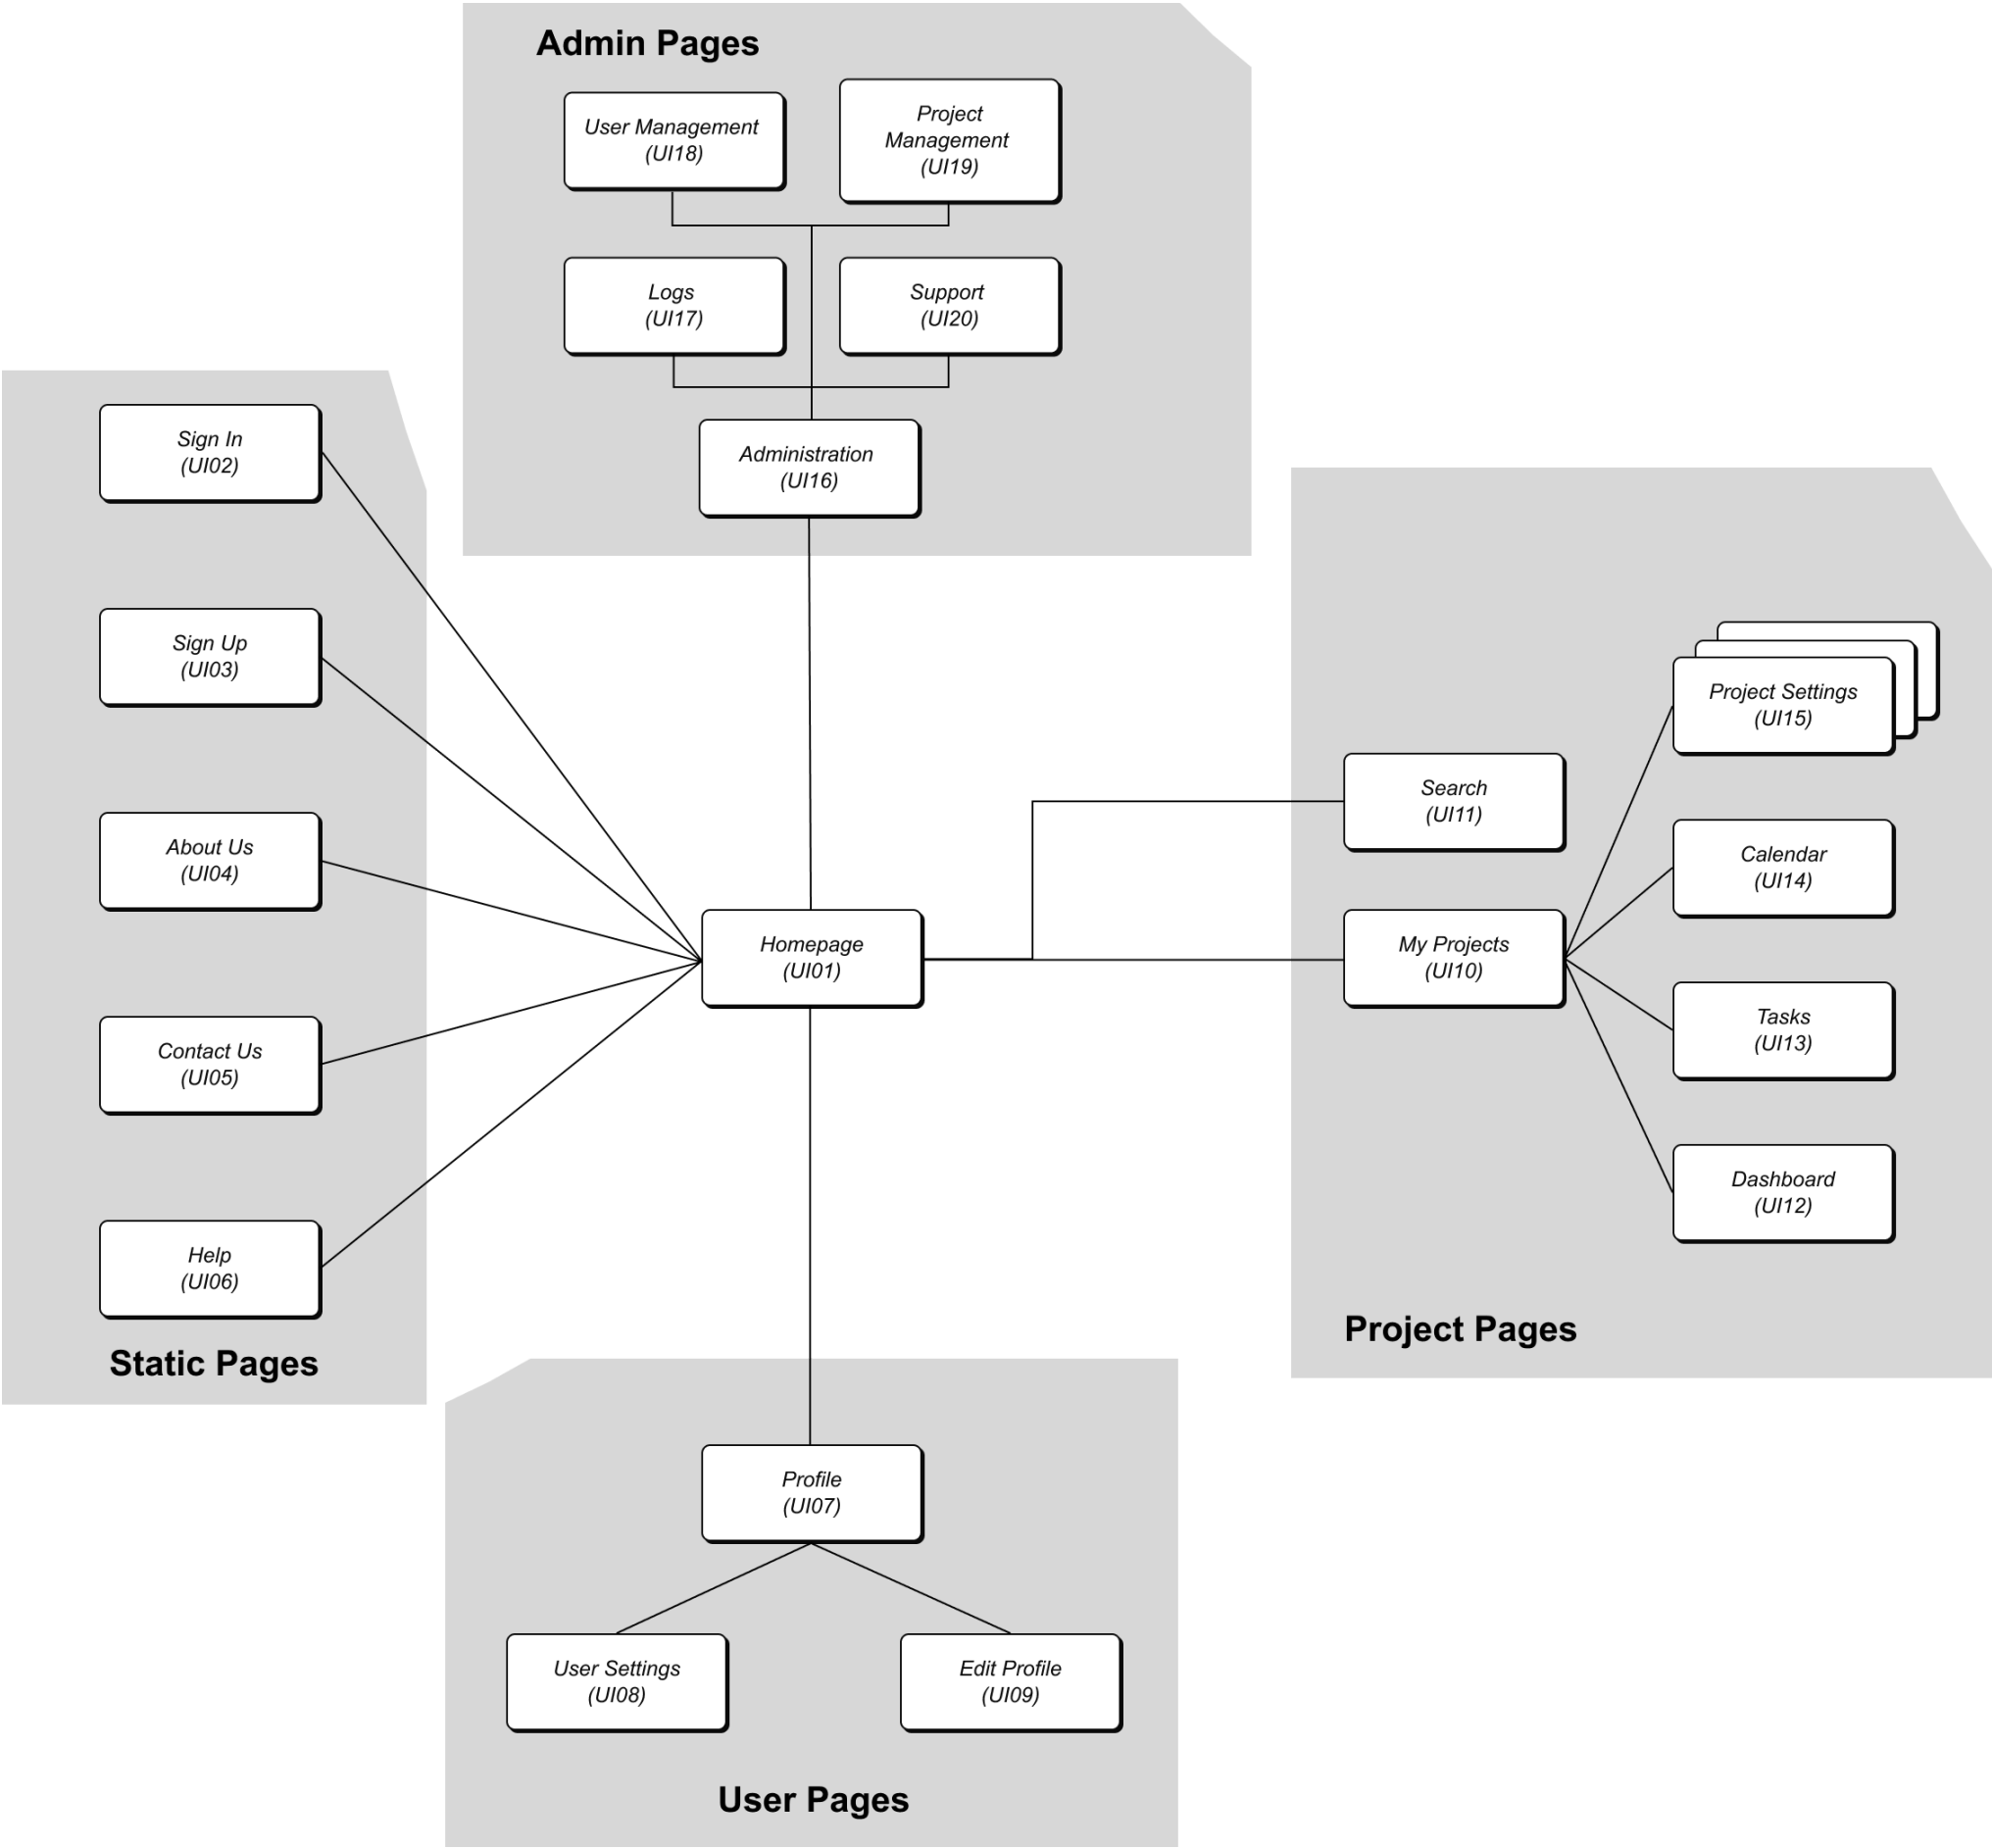 Admin Pages
User Management
(UI18)
Project
Management
(UI19)
Logs
(UI17)
Support
(UI20)
Administration
(UI16)
Sign In
(UI02)
Sign Up
(UI03)
About Us
(UI04)
Contact Us
(UI05)
Help
(UI06)
Static Pages
Homepage
(UI01)
Search
(UI11)
My Projects
(UI10)
Project Settings
(UI15)
Calendar
(UI14)
Tasks
(UI13)
Dashboard
(UI12)
Project Pages
Profile
(UI07)
User Settings
(UI08)
Edit Profile
(UI09)
User Pages